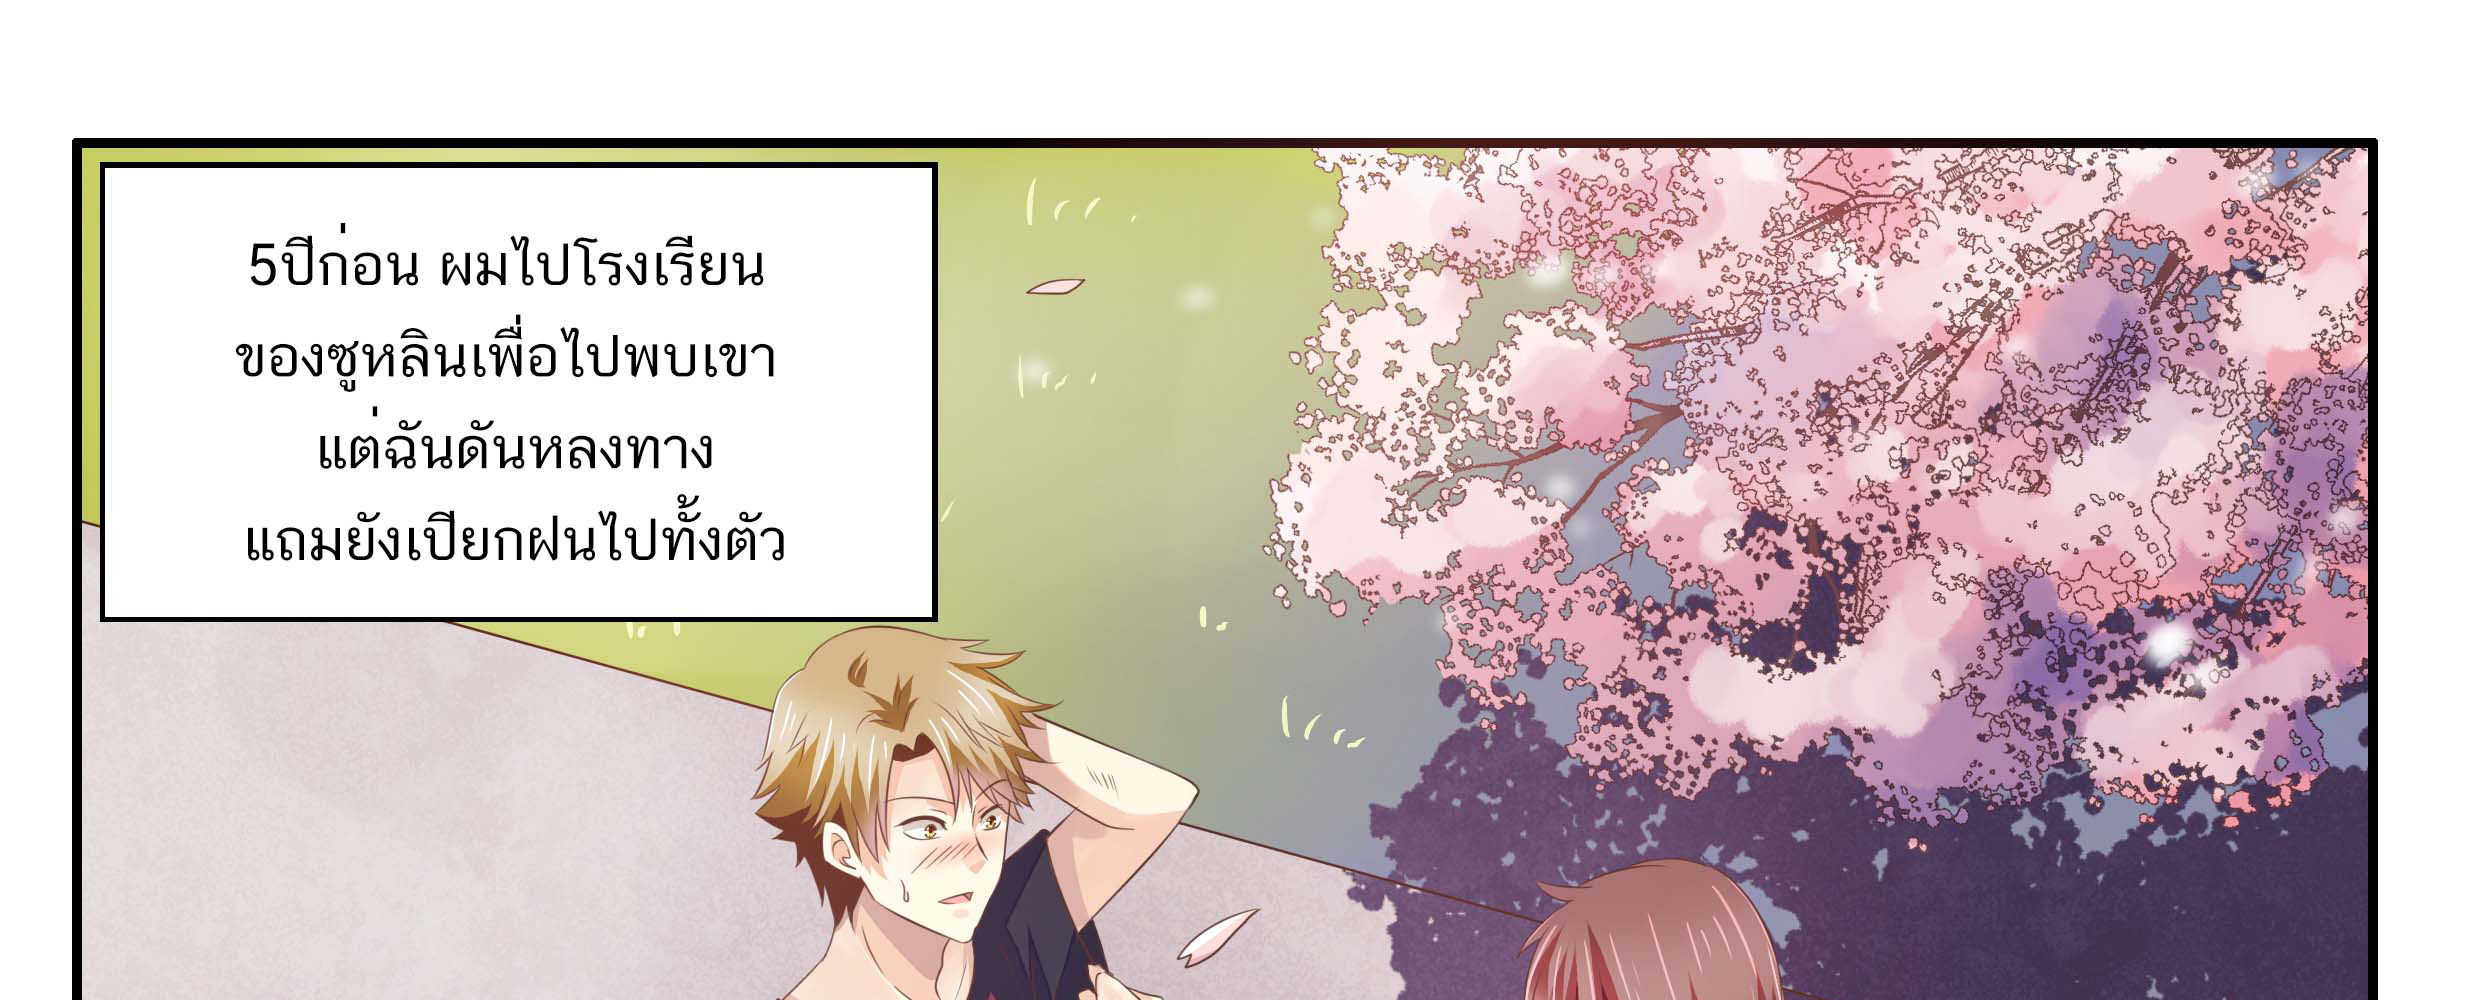 5ปีก่อน ผมไปโรงเรียน
ของซูหลินเพื่อไปพบเขา
แต่ฉันดันหลงทาง
แถมยังเปียกฝนไปทั้งตัว